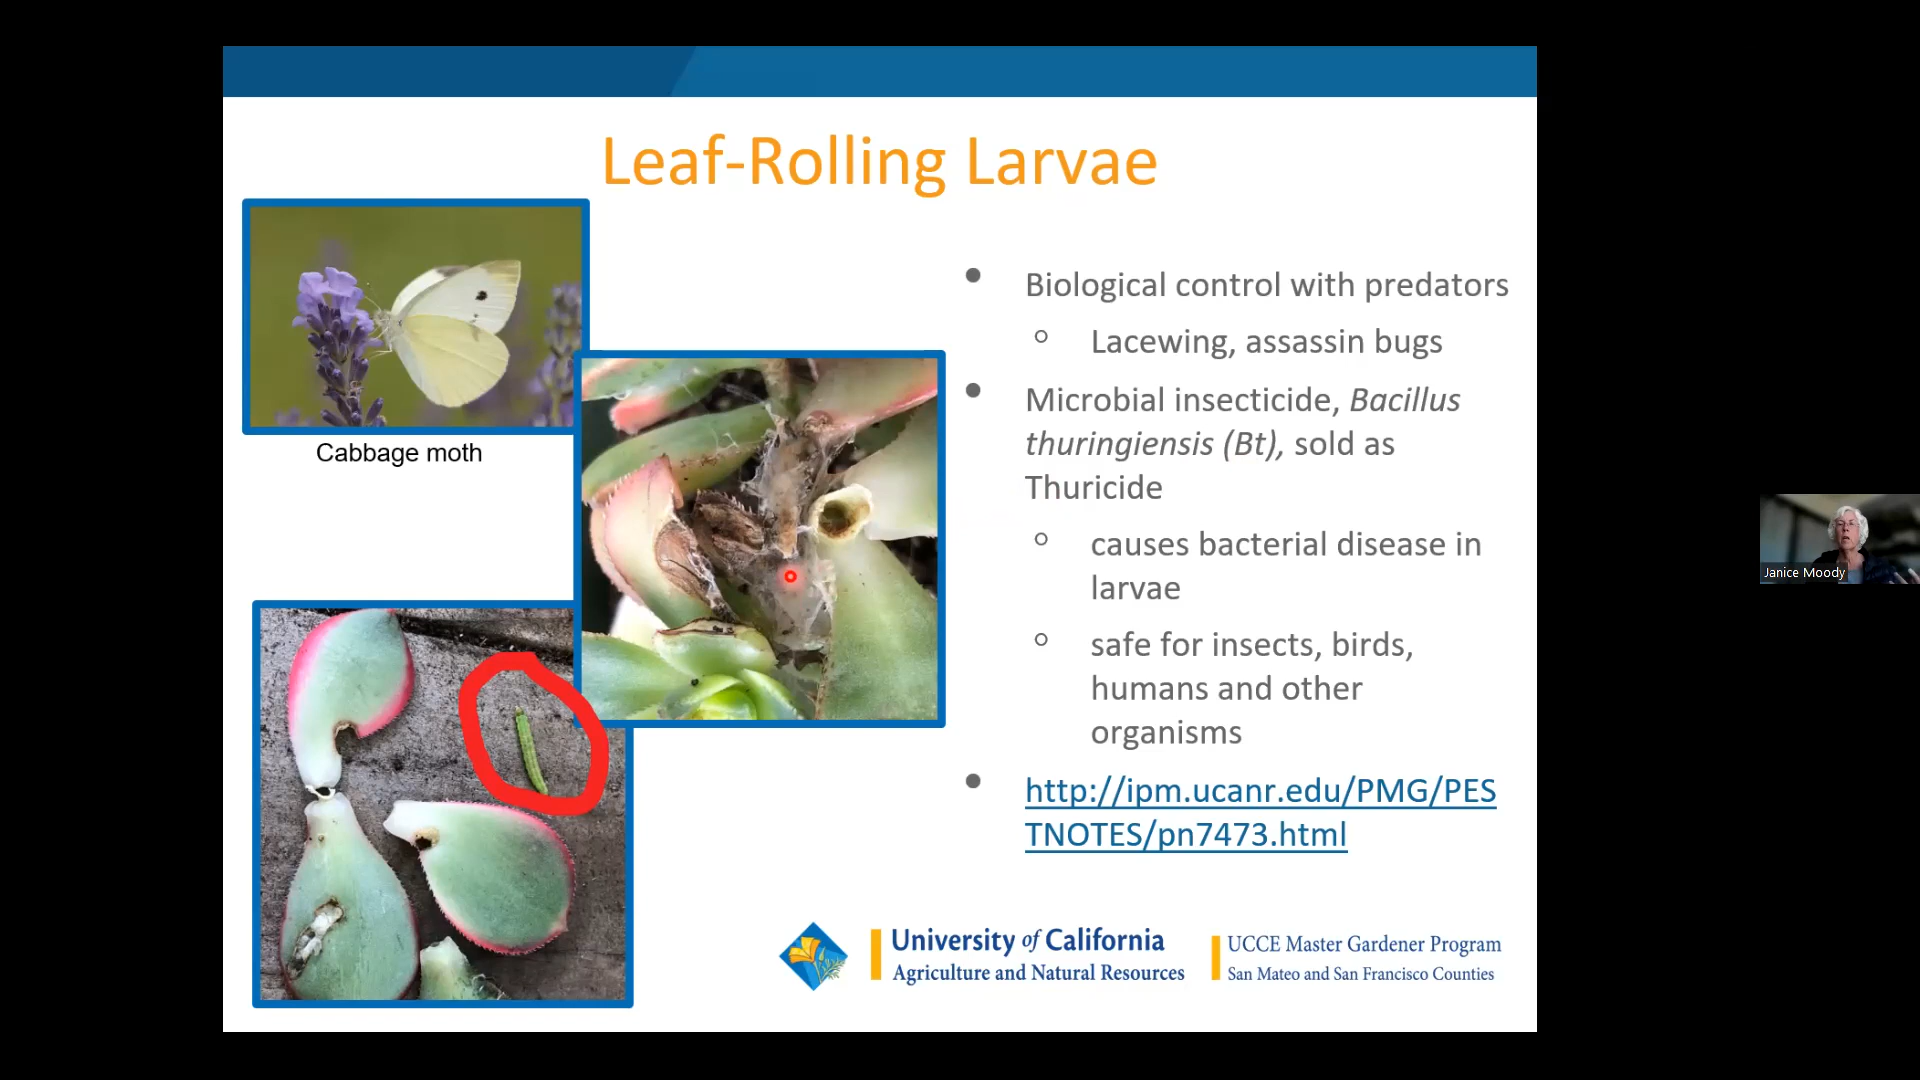 Leaf-Rolling Larvae
Cabbage moth
Biological control with predators
Lacewing, assassin bugs
Microbial insecticide, Bacillus
thuringiensis (Bt), sold as
Thuricide
causes bacterial disease in
larvae
safe for insects, birds,
humans and other
organisms
http://ipm.ucanr.edu/PMG/PES
TNOTES/pn7473.html
University of California
Agriculture and Natural Resources
UCCE Master Gardener Program
San Mateo and San Francisco Counties
Janice Moody